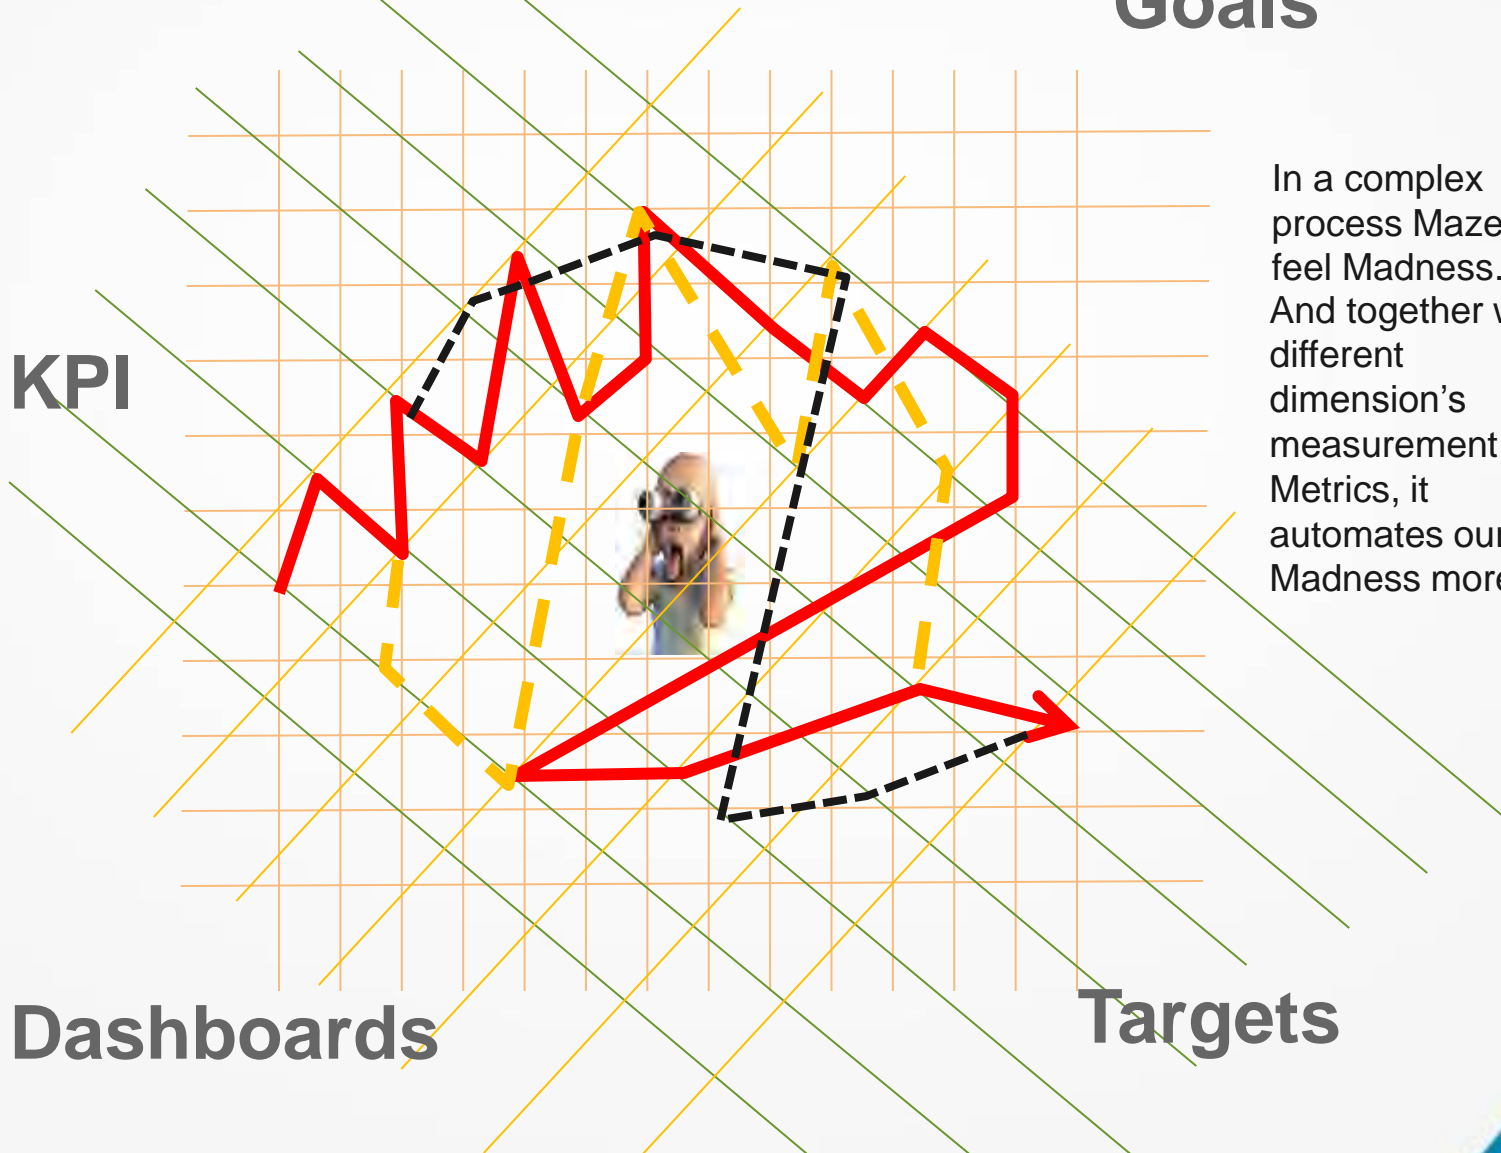 Goals
In a complex
process Maze
feel Madness.
And together
different
dimension's
measurement
Metrics, it
automates our
Madness more
KPI
Dashboards
Targets